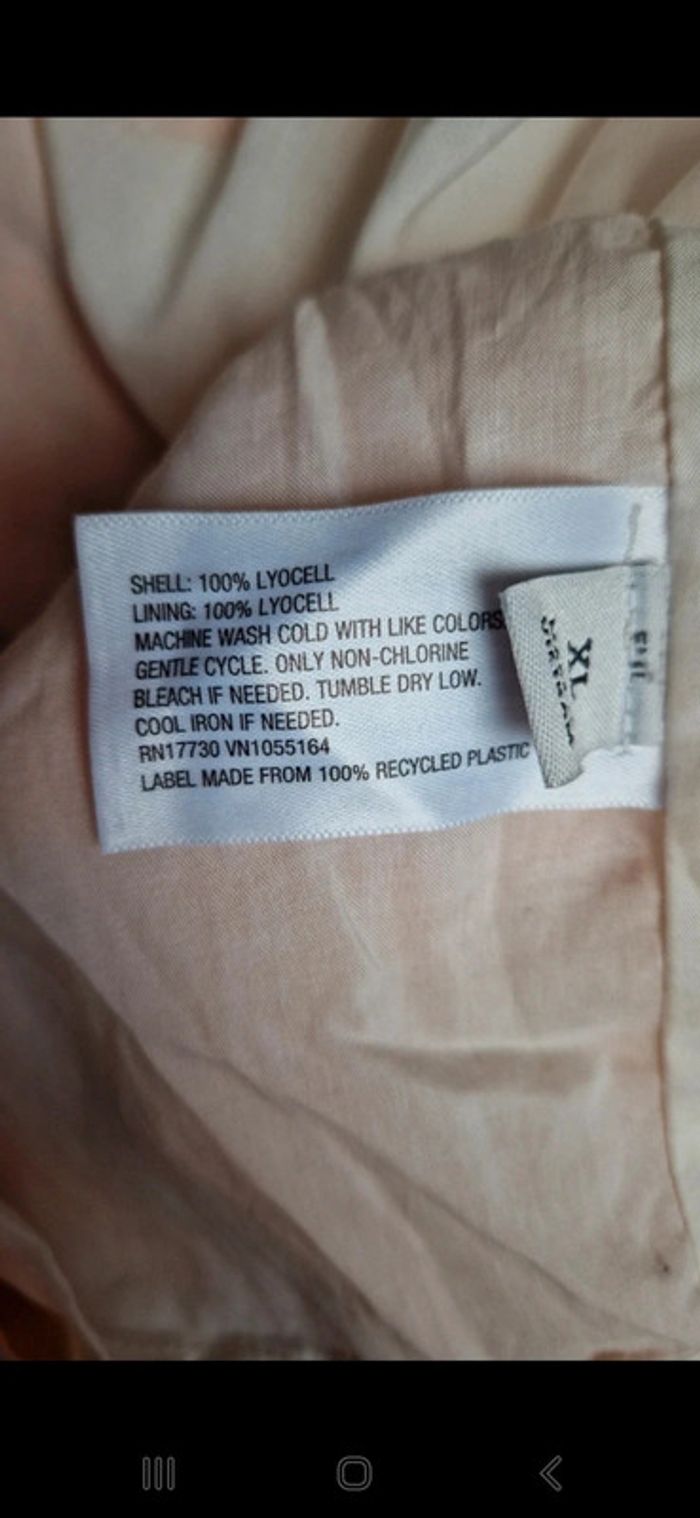 SHELL: 100% LYOCELL
LINING: 100% LYOCELL
MACHINE WASH COLD WITH LIKE COLORS
GENTLE CYCLE. ONLY NON-CHLORINE
BLEACH IF NEEDED. TUMBLE DRY LOW.
COOL IRON IF NEEDED.
RN17730 VN1055164
LABEL MADE FROM 100% RECYCLED PLASTIC
XL